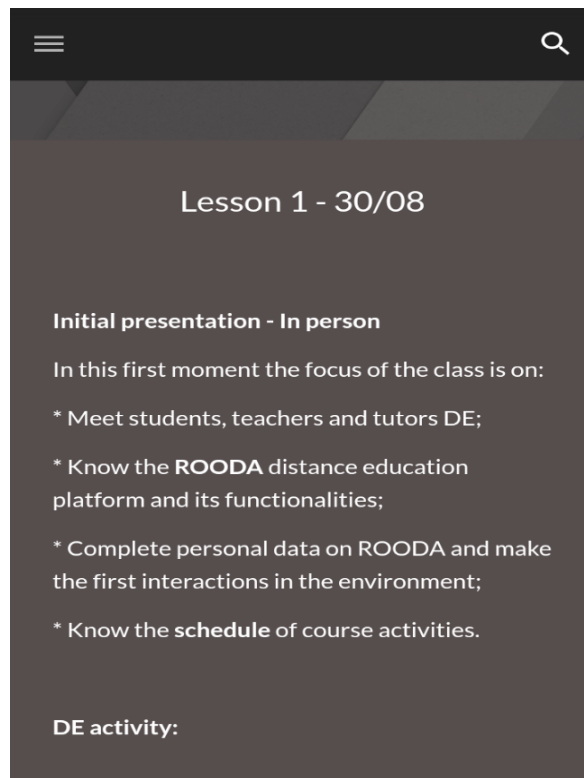 Lesson 1 - 30/08
Initial presentation - In person
In this first moment the focus of the class is on:
* Meet students, teachers and tutors DE;
* Know the ROODA distance education
platform and its functionalities;
* Complete personal data on ROODA and make
the first interactions in the environment;
* Know the schedule of course activities.
DE activity: